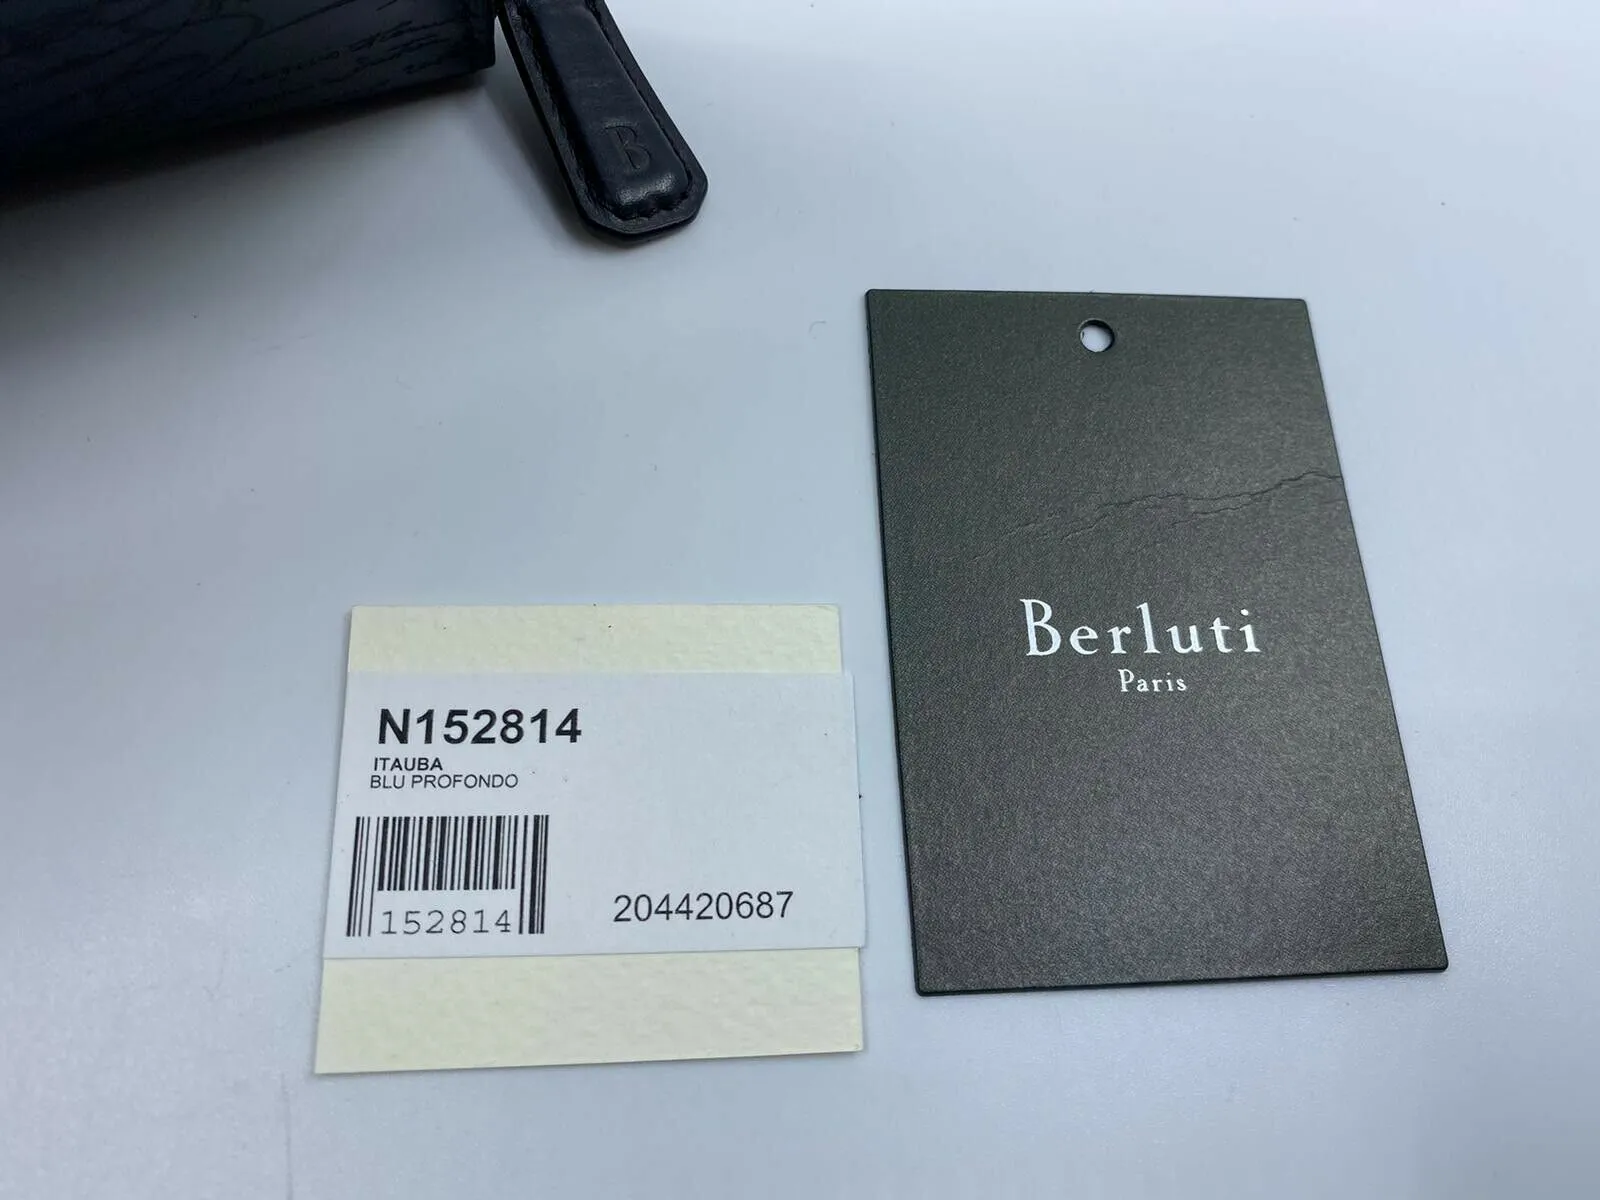 B
Berluti
Paris
N152814
ITAUBA
BLU PROFONDO
152814
204420687